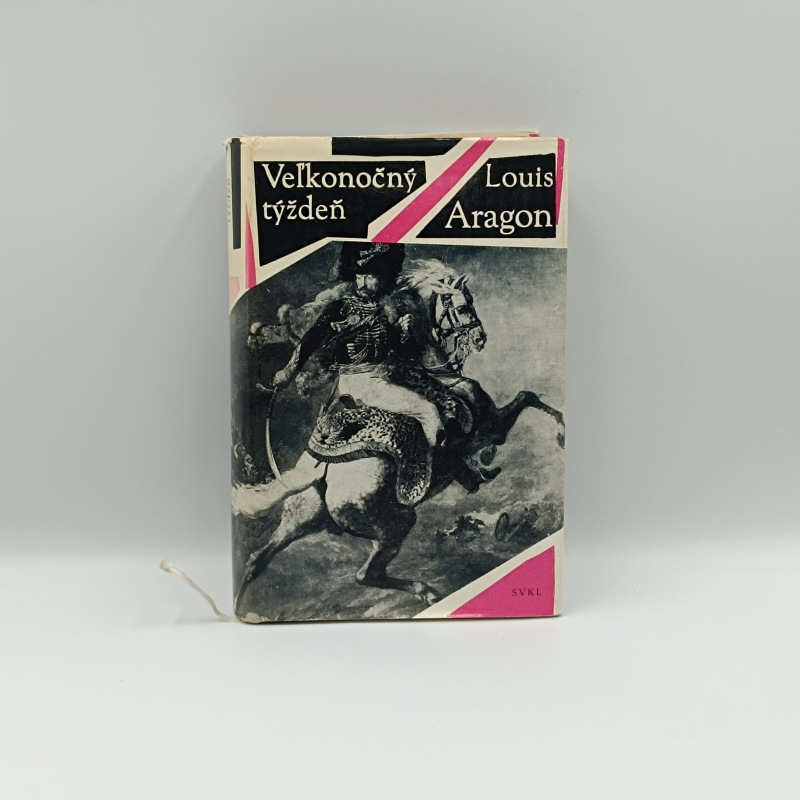 Veľkonočný
týždeň
Louis
Aragon
SVKL